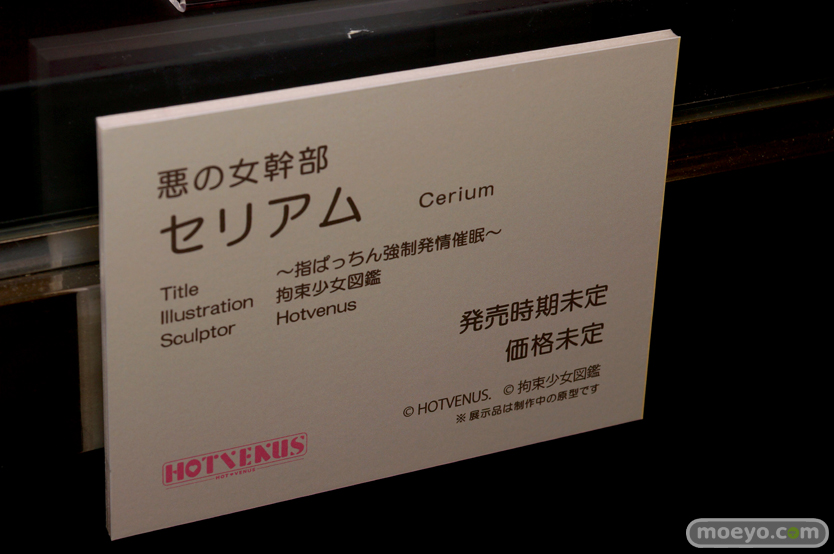 悪の女幹部
セリアム Cerium
Title ～指ぱっちん強制発情催眠～
Illustration 拘束少女図鑑
Sculptor Hotvenus
発売時期未定
価格未定
© HOTVENUS. © 拘束少女図鑑
※ 展示品は制作中の原型です
HOTVENUS
HOT♥VENUS
moeyo.com